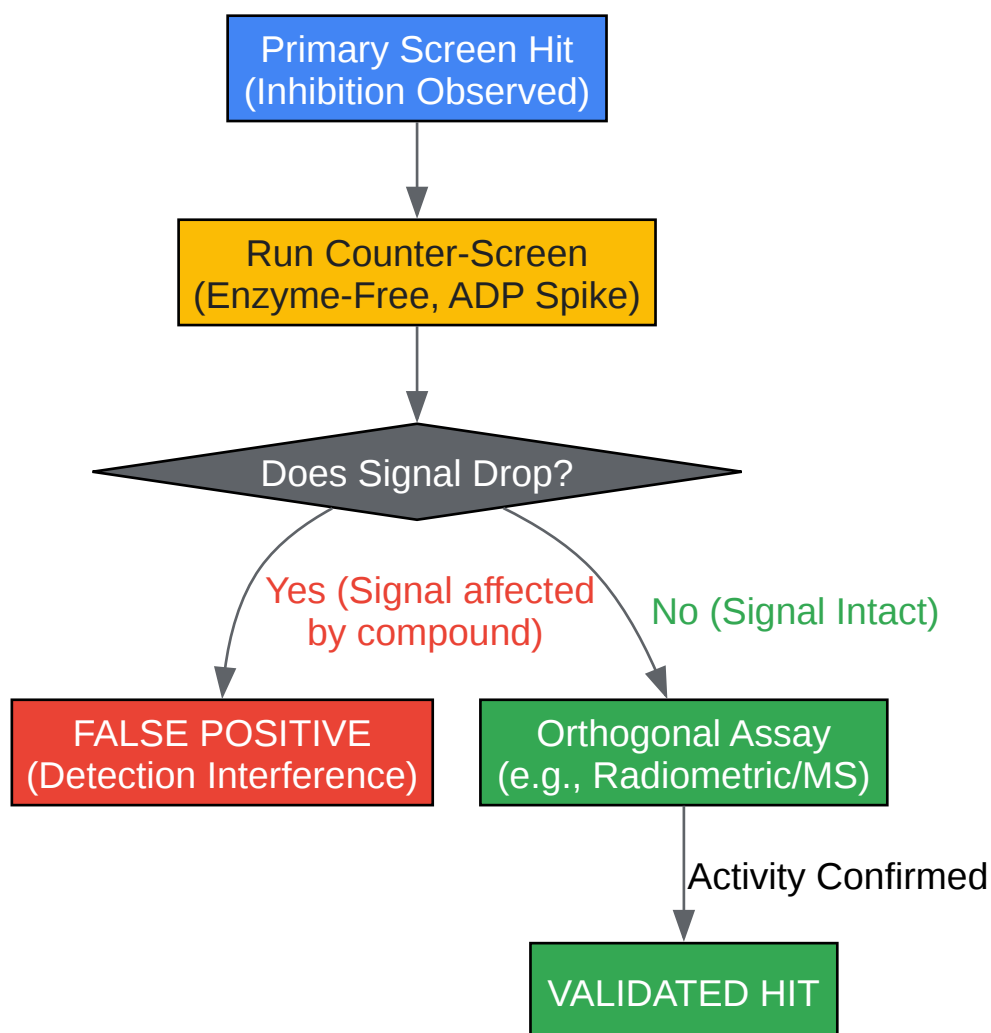 Primary Screen Hit
(Inhibition Observed)
Run Counter-Screen
(Enzyme-Free, ADP Spike)
Does Signal Drop?
Yes (Signal affected
by compound)
No (Signal Intact)
FALSE POSITIVE
(Detection Interference)
Orthogonal Assay
(e.g., Radiometric/MS)
Activity Confirmed
VALIDATED HIT